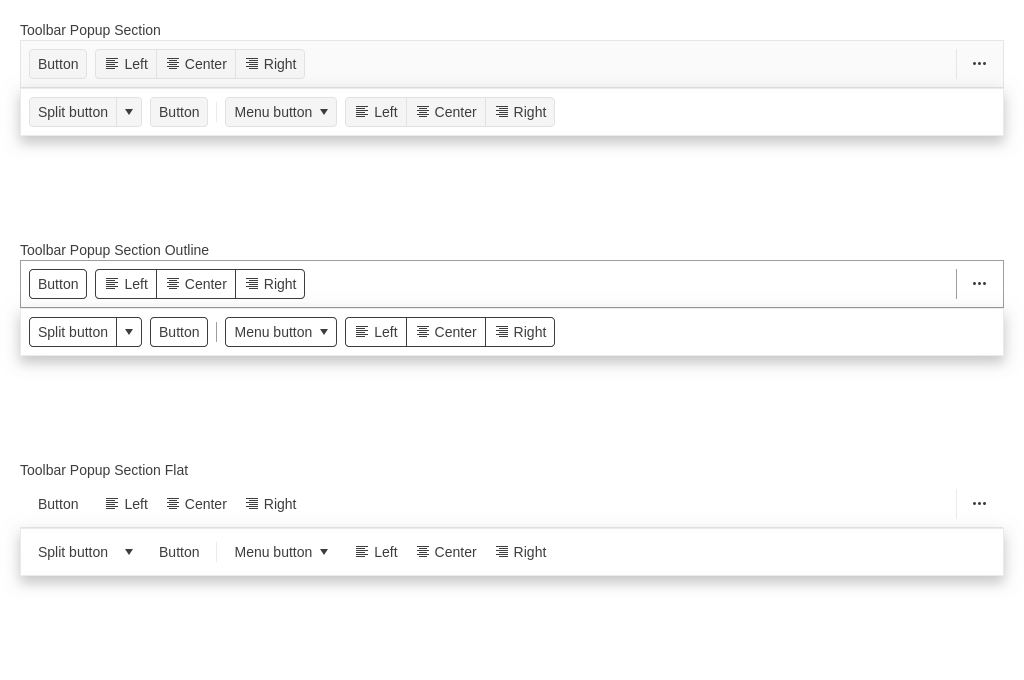 Toolbar Popup Section
Button Left Center Right
Split button Button Menu button Left Center Right
Toolbar Popup Section Outline
Button Left Center Right
Split button Button Menu button Left Center Right
Toolbar Popup Section Flat
Button Left Center Right
Split button Button Menu button Left Center Right